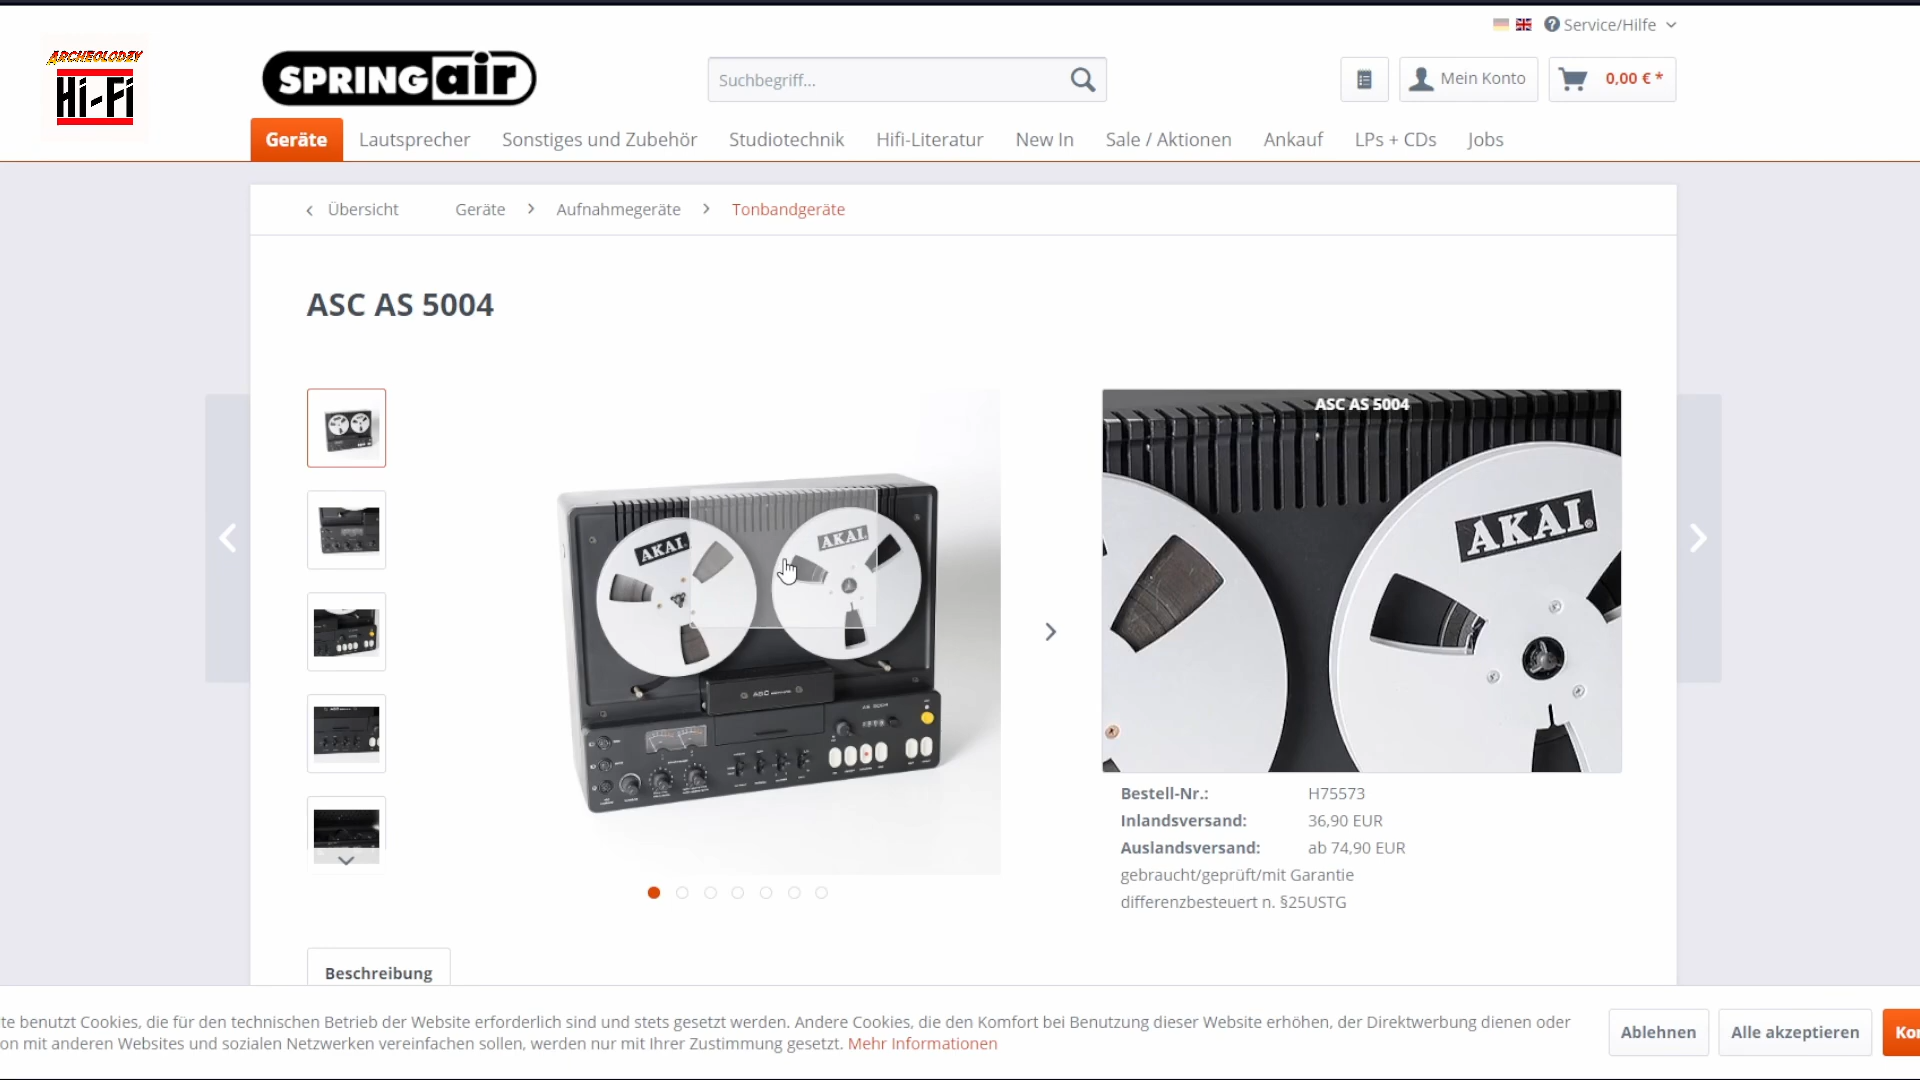 Service/Hilfe
ARCHEOLODZY
Hi-Fi
SPRING air
Suchbegriff...
Mein Konto
0,00 € *
Geräte
Lautsprecher
Sonstiges und Zubehör
Studiotechnik
Hifi-Literatur
New In
Sale / Aktionen
Ankauf
LPs + CDs
Jobs
Übersicht
Geräte
Aufnahmegeräte
Tonbandgeräte
ASC AS 5004
ASC AS 5004
AKAI
AKAI
AKAI
ASC
AS 5004
Bestell-Nr.: H75573
Inlandsversand: 36,90 EUR
Auslandsversand: ab 74,90 EUR
gebraucht/geprüft/mit Garantie
differenzbesteuert n. §25USTG
Beschreibung
te benutzt Cookies, die für den technischen Betrieb der Website erforderlich sind und stets gesetzt werden. Andere Cookies, die den Komfort bei Benutzung dieser Website erhöhen, der Direktwerbung dienen oder
on mit anderen Websites und sozialen Netzwerken vereinfachen sollen, werden nur mit Ihrer Zustimmung gesetzt. Mehr Informationen
Ablehnen
Alle akzeptieren
Kon